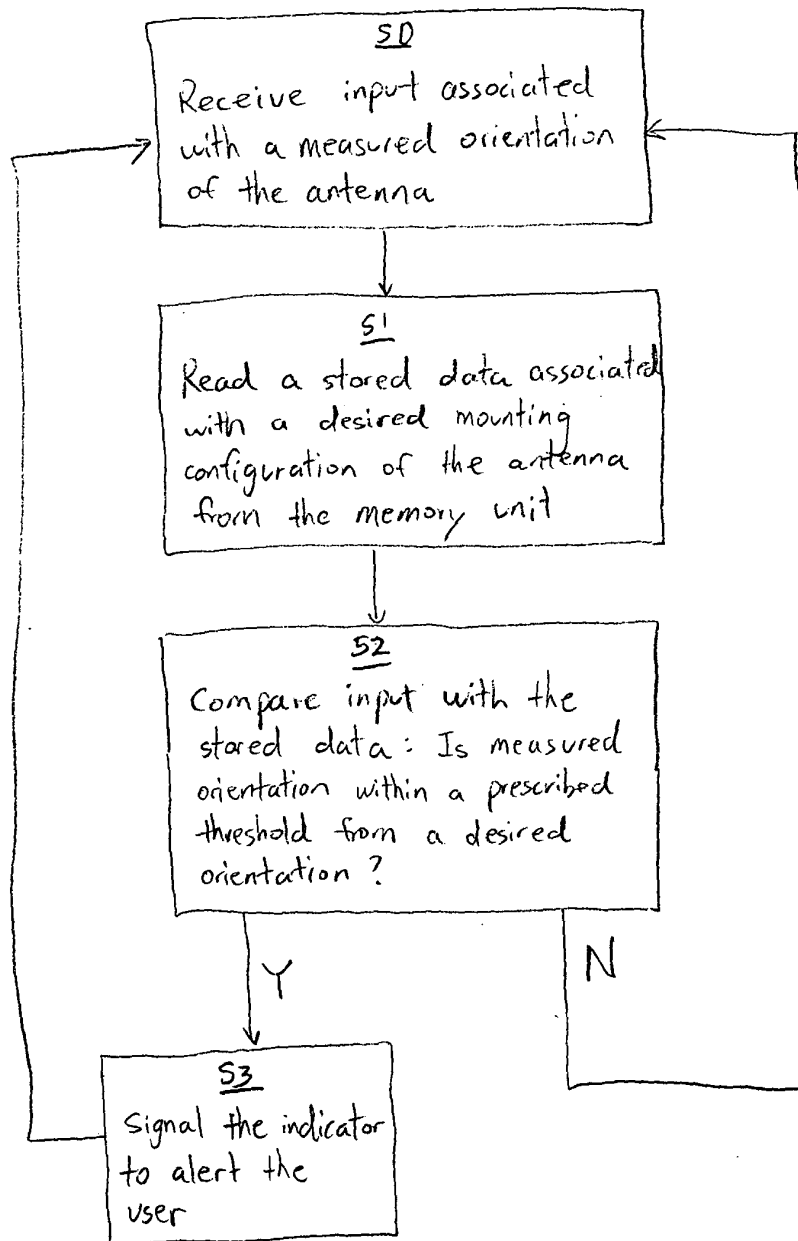 S0
Receive input associated
with a measured orientation
of the antenna
S1
Read a stored data associated
with a desired mounting
configuration of the antenna
from the memory unit
S2
Compare input with the
stored data: Is measured
orientation within a prescribed
threshold from a desired
orientation?
Y
N
S3
Signal the indicator
to alert the
user